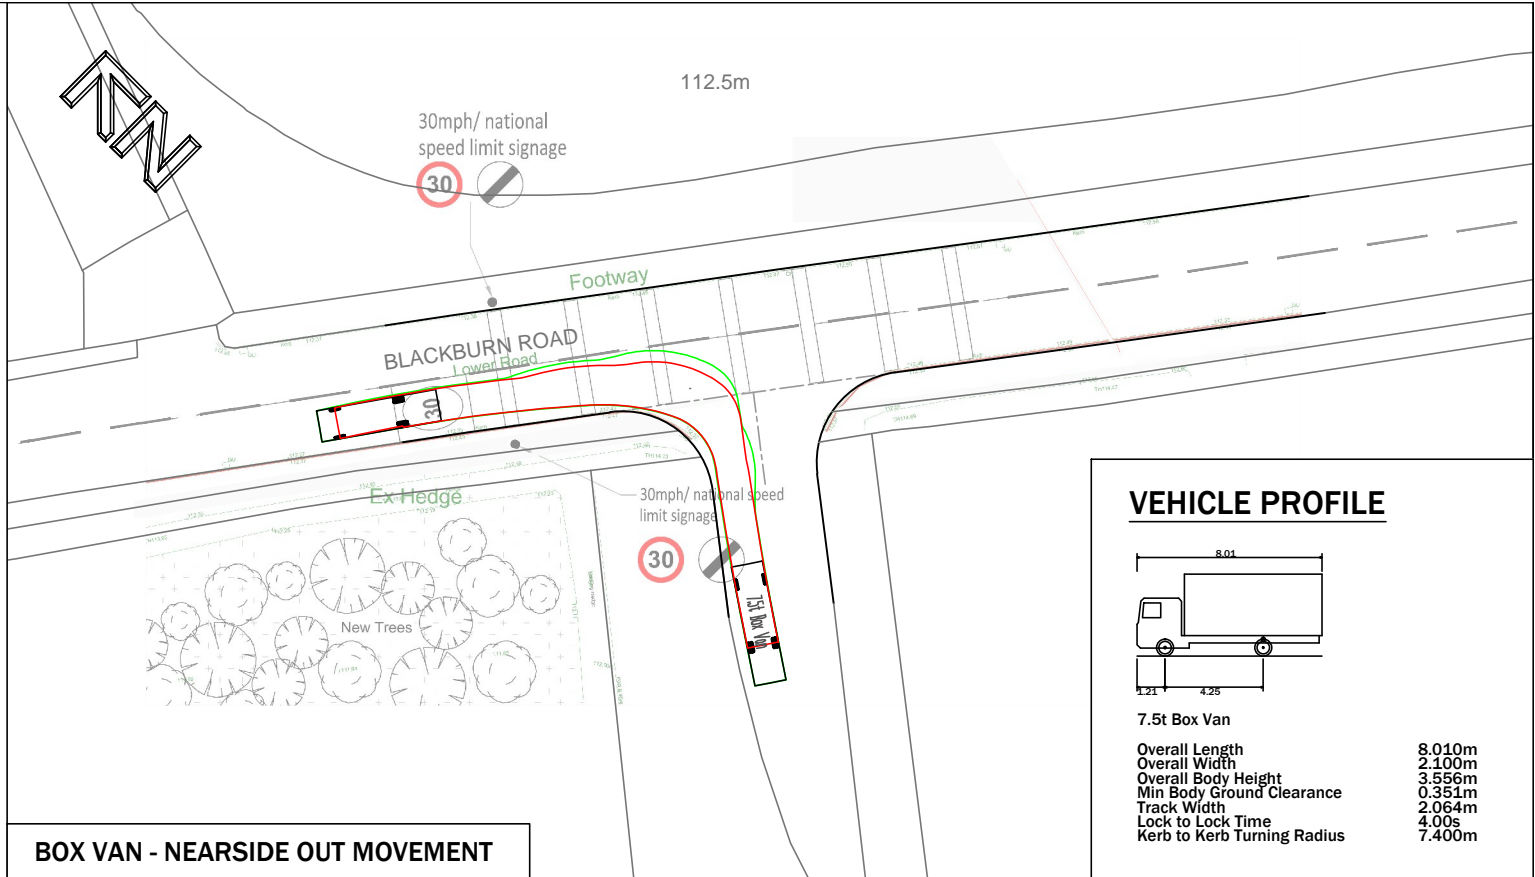 112.5m
30mph/ national
speed limit signage
30
Footway
BLACKBURN ROAD
Lower Road
30
Ex Hedge
30mph/ national speed
limit signage
30
New Trees
7.5t Box Van
N
VEHICLE PROFILE
8.01
1.21
4.25
7.5t Box Van
Overall Length 8.010m
Overall Width 2.100m
Overall Body Height 3.556m
Min Body Ground Clearance 0.351m
Track Width 2.064m
Lock to Lock Time 4.00s
Kerb to Kerb Turning Radius 7.400m
BOX VAN - NEARSIDE OUT MOVEMENT